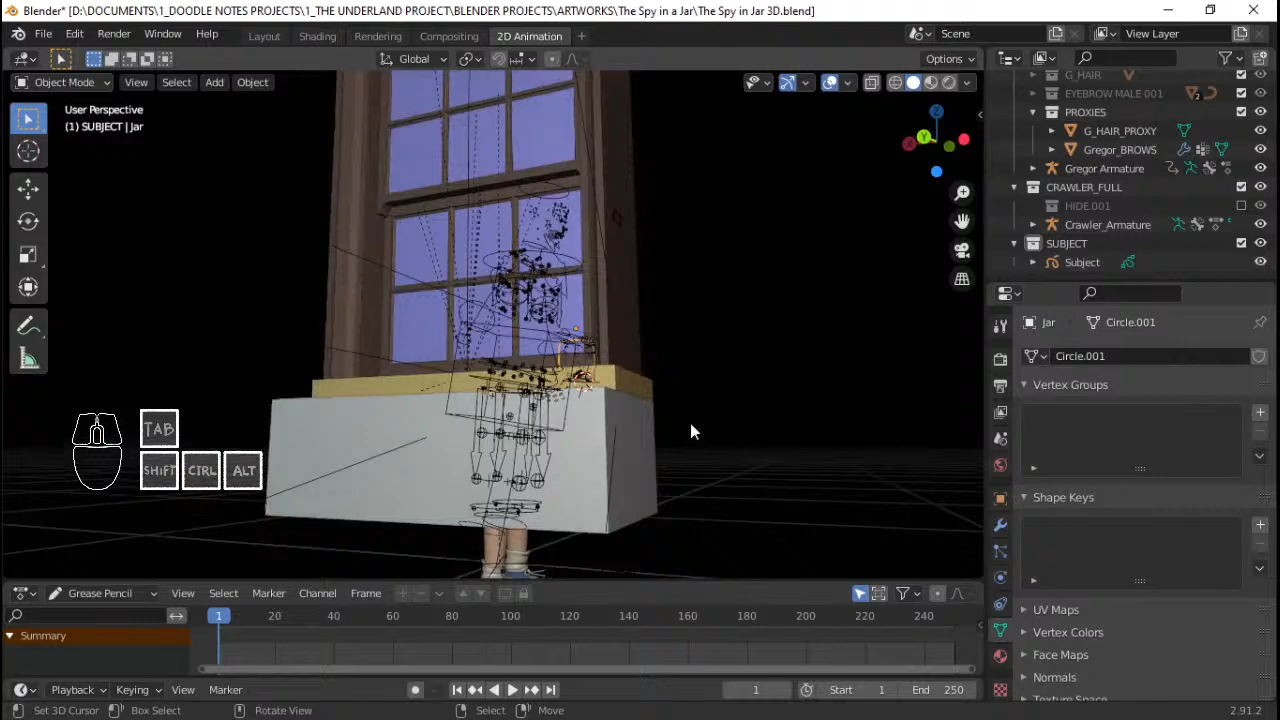 Blender* [D:\DOCUMENTS\1_DOODLE NOTES PROJECTS\1_THE UNDERLAND PROJECT\BLENDER PROJECTS\ARTWORKS\The Spy in a Jar\The Spy in Jar 3D.blend]
File Edit Render Window Help Layout Shading Rendering Compositing 2D Animation + Scene View Layer
Global Options
Object Mode View Select Add Object
User Perspective
(1) SUBJECT | Jar
Z
Y
X
G_HAIR
EYEBROW MALE 001
2
PROXIES
G_HAIR_PROXY
Gregor_BROWS
Gregor Armature
CRAWLER_FULL
HIDE.001
Crawler_Armature
SUBJECT
Subject
Jar Circle.001
Circle.001
Vertex Groups
Shape Keys
UV Maps
Vertex Colors
Face Maps
Normals
Texture Space
TAB
SHIFT CTRL ALT
Grease Pencil View Select Marker Channel Frame
1 20 40 60 80 100 120 140 160 180 200 220 240
Summary
Playback Keying View Marker 1 Start 1 End 250
Set 3D Cursor Box Select Rotate View Select Move 2.91.2